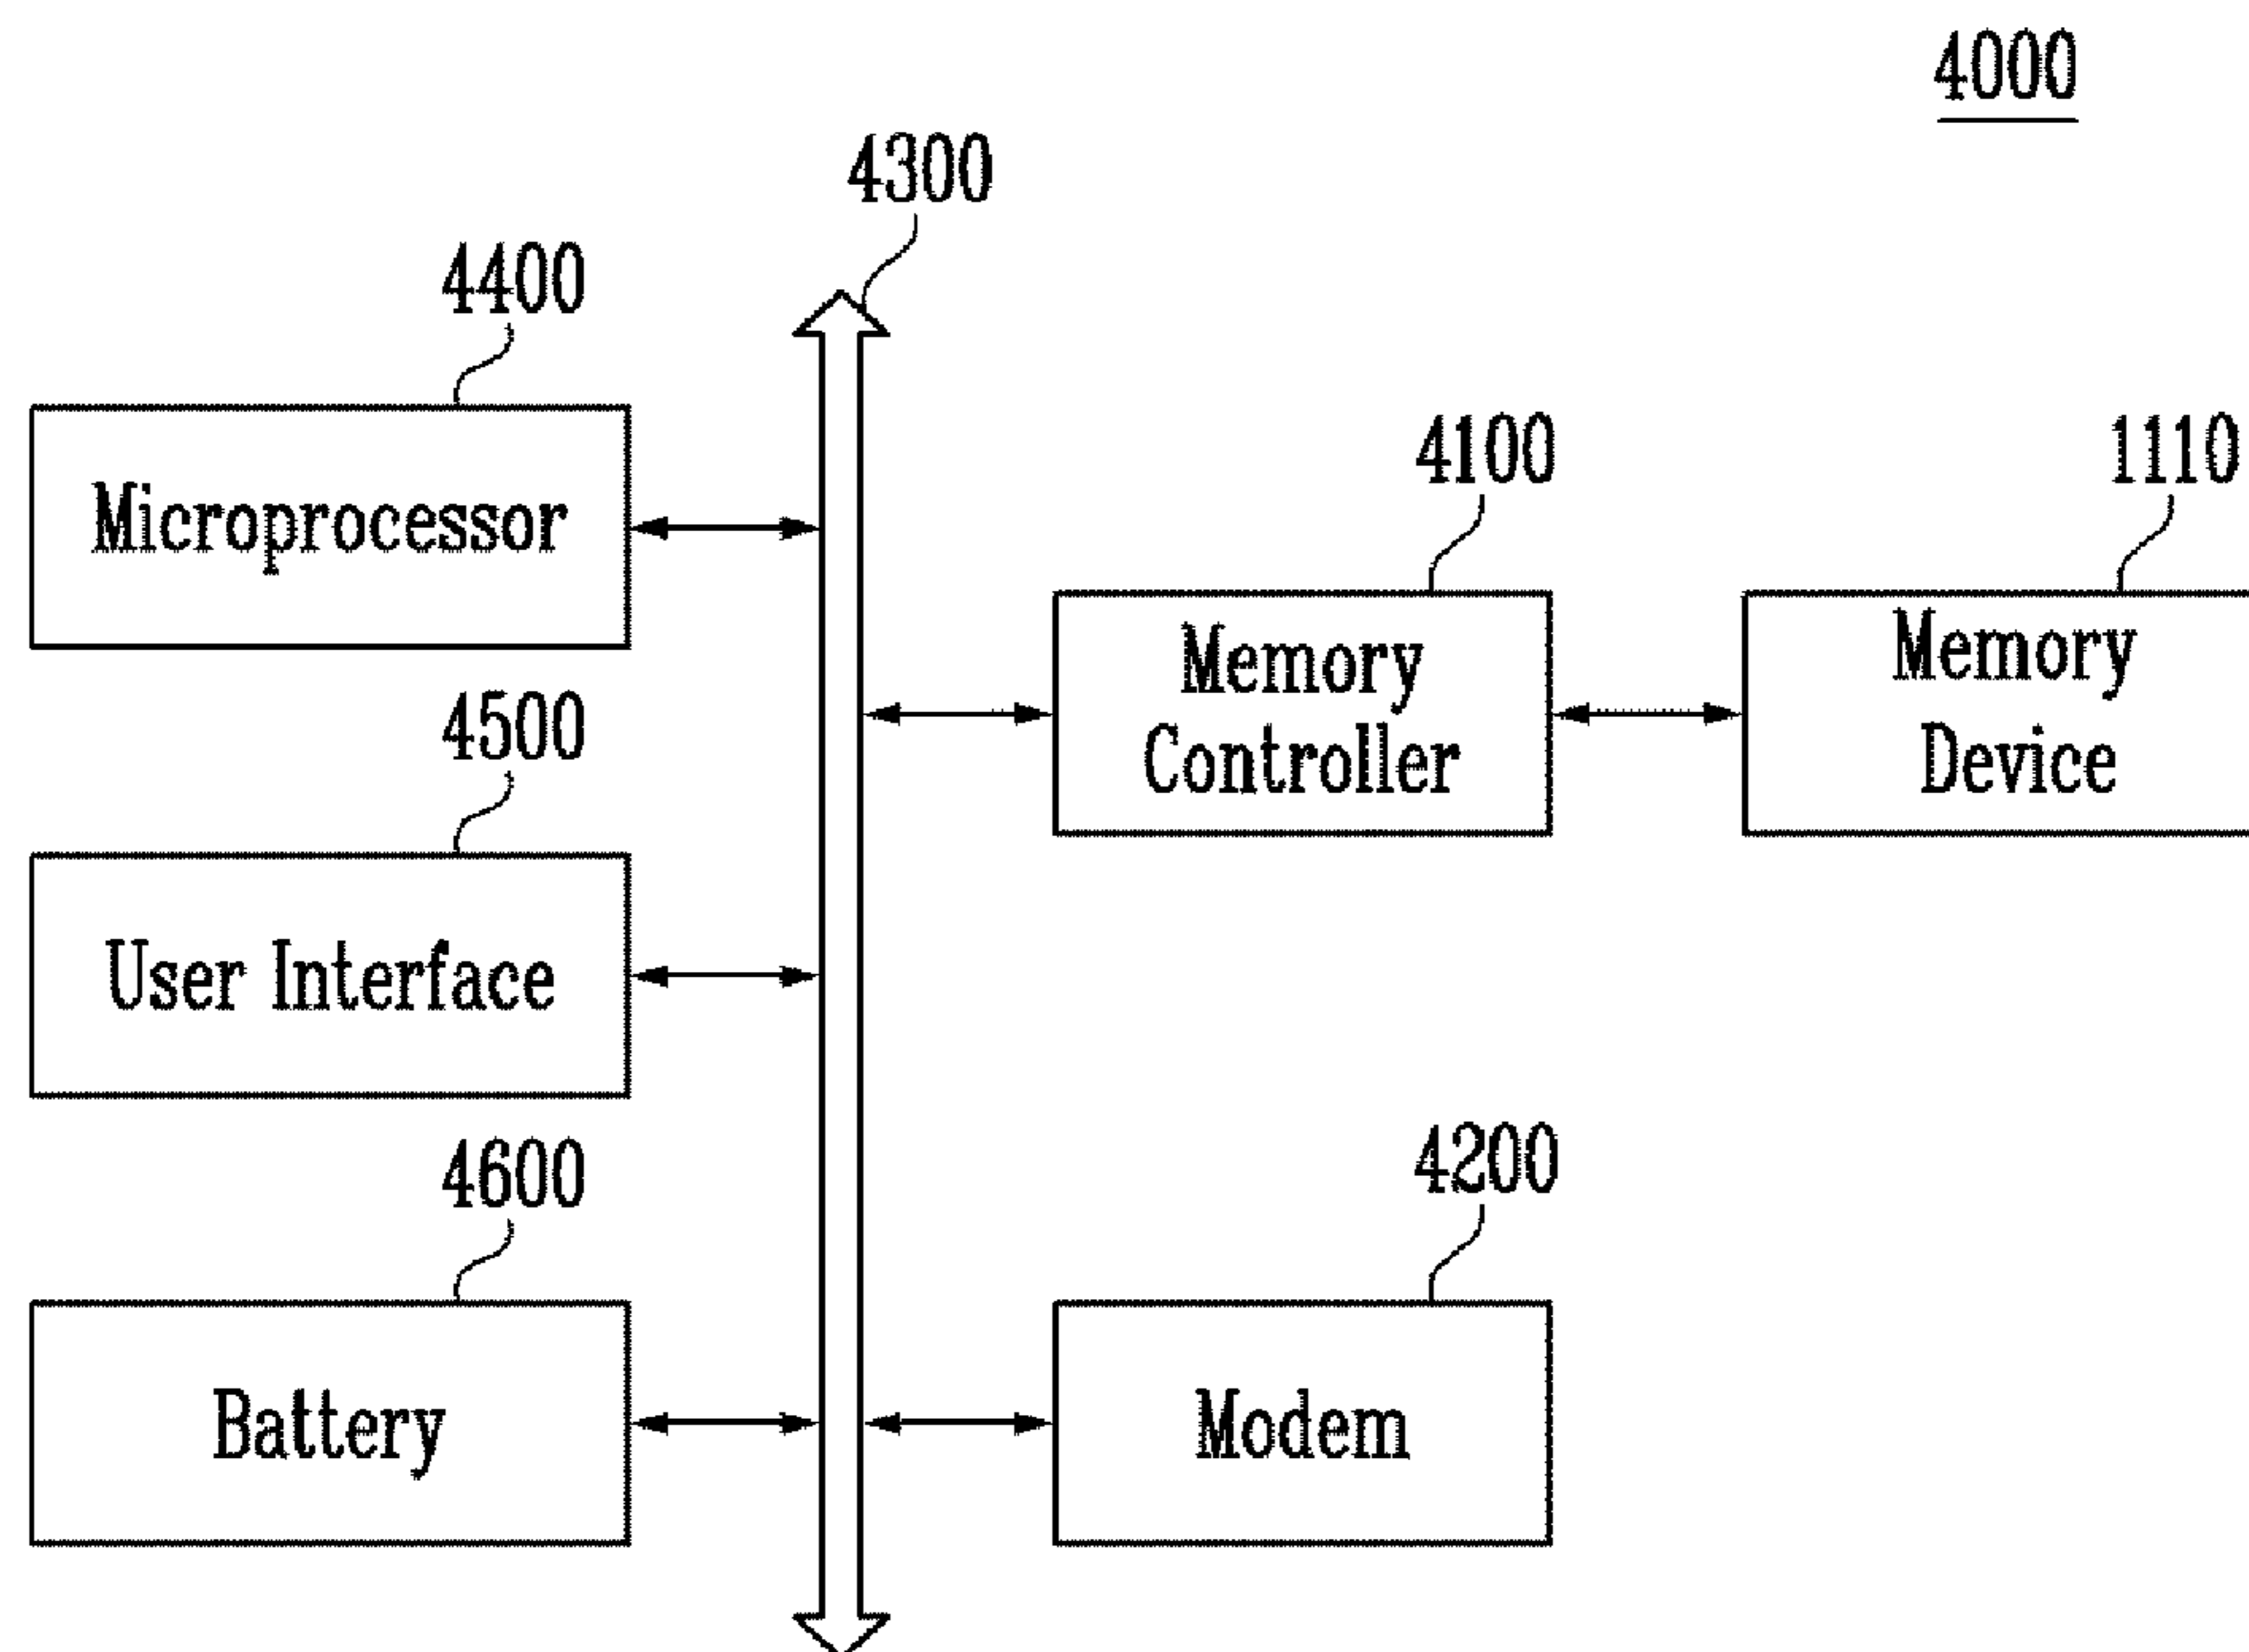 4000
4300
4400
Microprocessor
4100
1110
Memory
Controller
Memory
Device
4500
User Interface
4600
4200
Battery
Modem